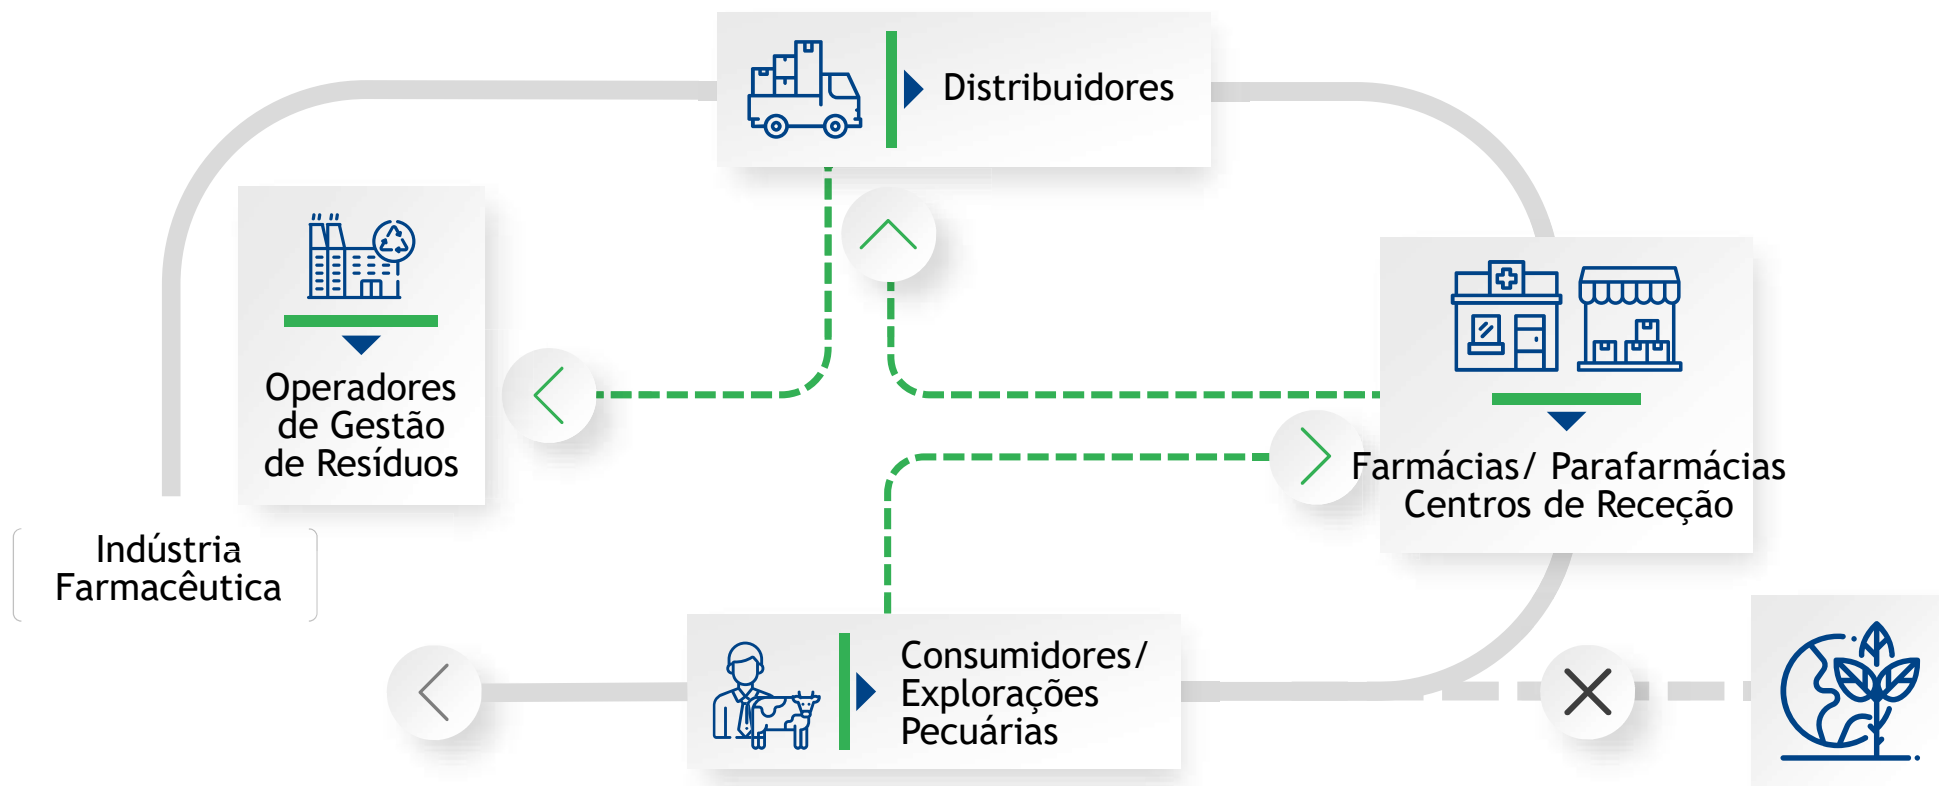 Distribuidores
Operadores
de Gestão
de Resíduos
Farmácias/ Parafarmácias
Centros de Receção
Indústria
Farmacêutica
Consumidores/
Explorações
Pecuárias